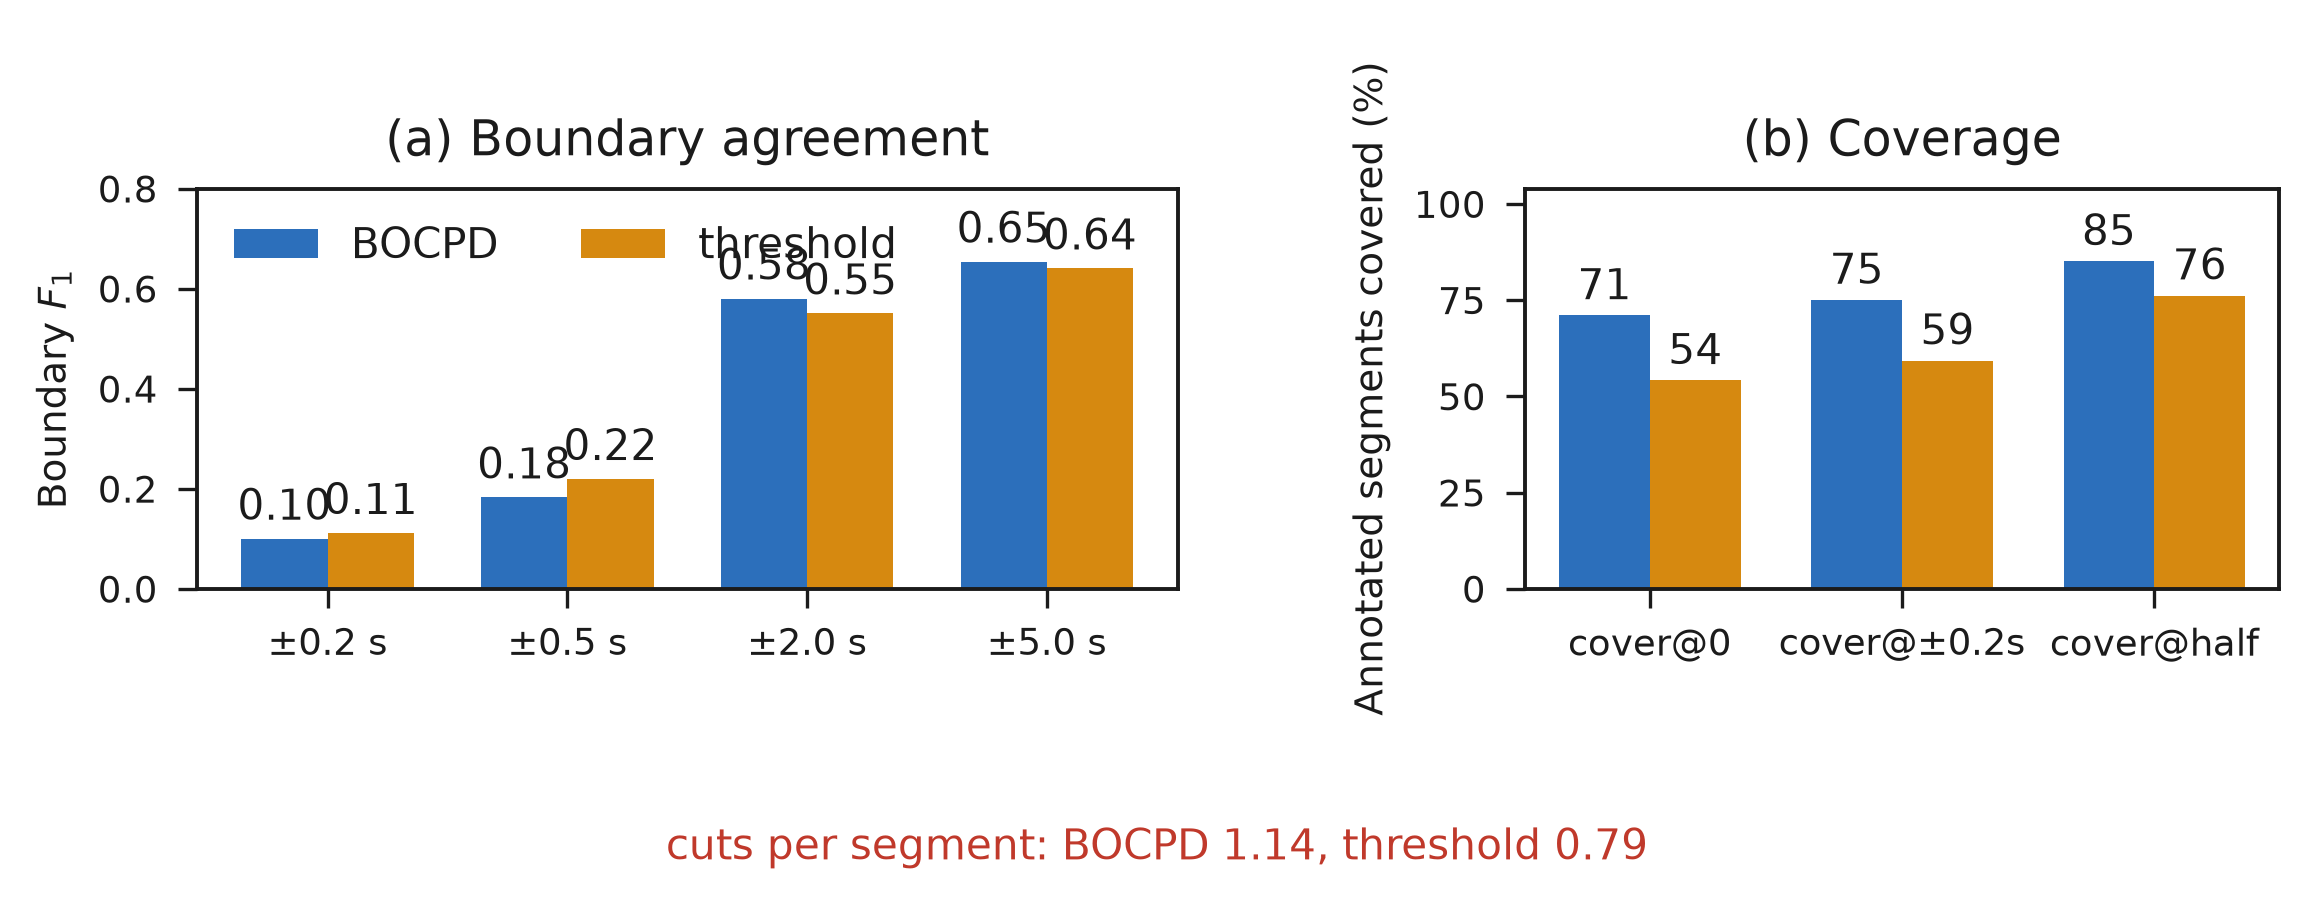 (a) Boundary agreement
Boundary F1
0.8
0.6
0.4
0.2
0.0
BOCPD
threshold
0.10
0.11
0.18
0.22
0.58
0.55
0.65
0.64
±0.2 s
±0.5 s
±2.0 s
±5.0 s
(b) Coverage
Annotated segments covered (%)
100
75
50
25
0
71
54
75
59
85
76
cover@0
cover@±0.2s
cover@half
cuts per segment: BOCPD 1.14, threshold 0.79